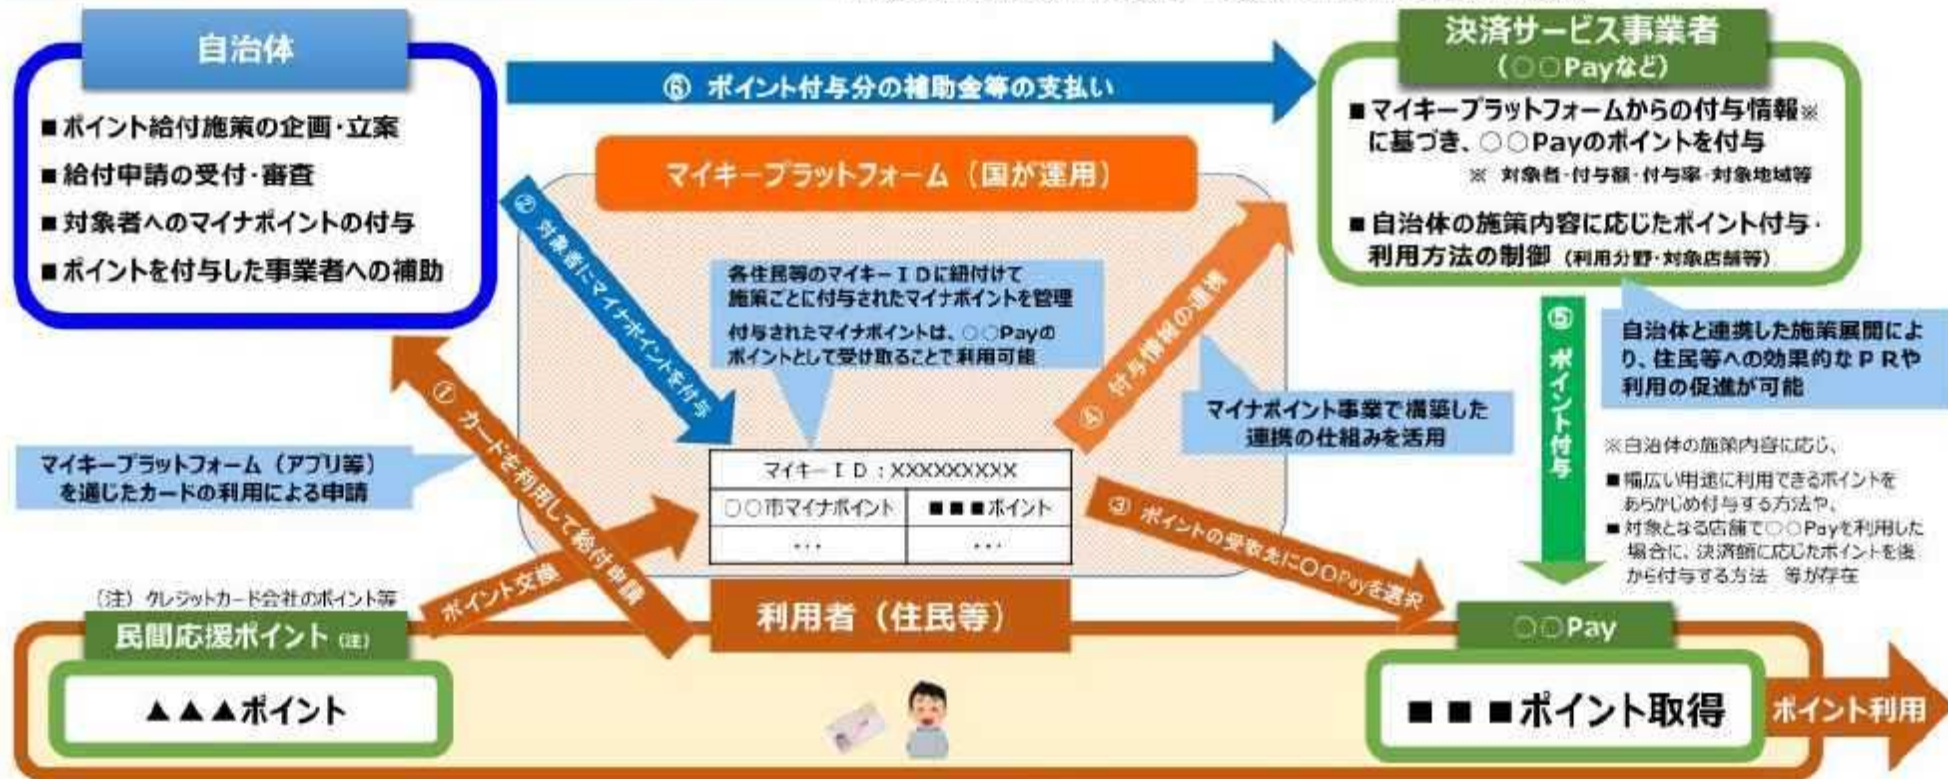 自治体
■ポイント給付施策の企画・立案
■給付申請の受付・審査
■対象者へのマイナポイントの付与
■ポイントを付与した事業者への補助
⑥ ポイント付与分の補助金等の支払い
決済サービス事業者
(○○Payなど)
■マイキープラットフォームからの付与情報※
に基づき、○○Payのポイントを付与
※ 対象者・付与額・付与率・対象地域等
■自治体の施策内容に応じたポイント付与・
利用方法の制御 (利用分野・対象店舗等)
マイキープラットフォーム（国が運用）
② 対象者にマイナポイントを付与
各住民等のマイキーＩＤに紐付けて
施策ごとに付与されたマイナポイントを管理
付与されたマイナポイントは、○○Payの
ポイントとして受け取ることで利用可能
④ 付与情報の連携
マイナポイント事業で構築した
連携の仕組みを活用
⑤ ポイント付与
自治体と連携した施策展開によ
り、住民等への効果的なＰＲや
利用の促進が可能
※自治体の施策内容に応じ、
■幅広い用途に利用できるポイントを
あらかじめ付与する方法や、
■対象となる店舗で○○Payを利用した
場合に、決済額に応じたポイントを後
から付与する方法 等が存在
① カードを利用して給付申請
マイキープラットフォーム（アプリ等）
を通じたカードの利用による申請
マイキーＩＤ：XXXXXXXXX
○○市マイナポイント
■■■ポイント
…
…
③ ポイントの受取先に○○Payを選択
ポイント交換
（注）クレジットカード会社のポイント等
民間応援ポイント（注）
▲▲▲ポイント
利用者（住民等）
○○Pay
■■■ポイント取得
ポイント利用